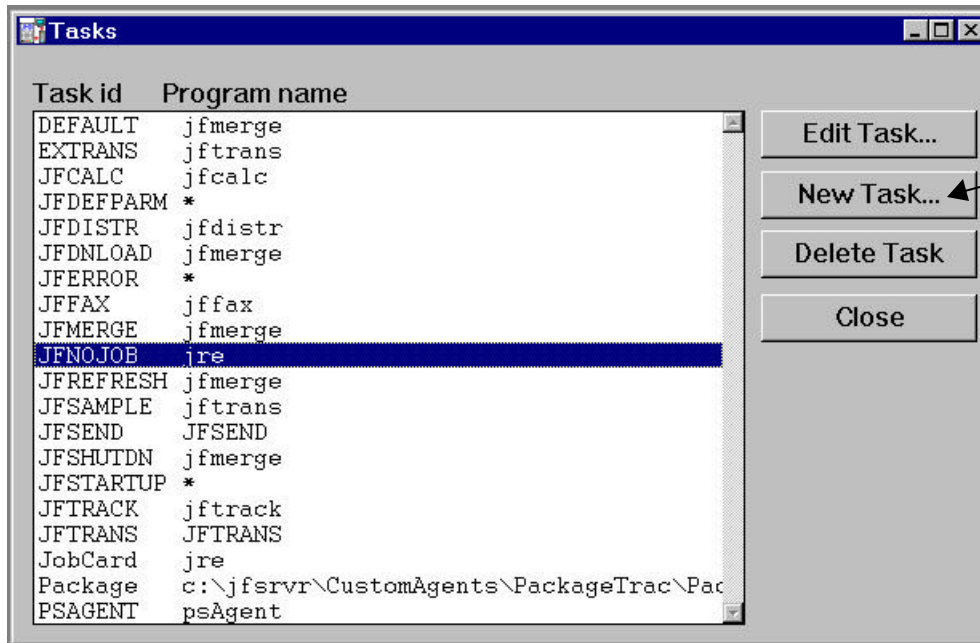 Tasks
Task id Program name
DEFAULT jfmerge
EXTRANS jftrans
JFCALC jfcalc
JFDEFPARM *
JFDISTR jfdistr
JFDNLOAD jfmerge
JFERROR *
JFFAX jffax
JFMERGE jfmerge
JFNOJOB jre
JFREFRESH jfmerge
JFSAMPLE jftrans
JFSEND JFSEND
JFSHUTDN jfmerge
JFSTARTUP *
JFTRACK jftrack
JFTRANS JFTRANS
JobCard jre
Package c:\jfsrvr\CustomAgents\PackageTrac\Pac
PSAGENT psAgent
Edit Task...
New Task...
Delete Task
Close